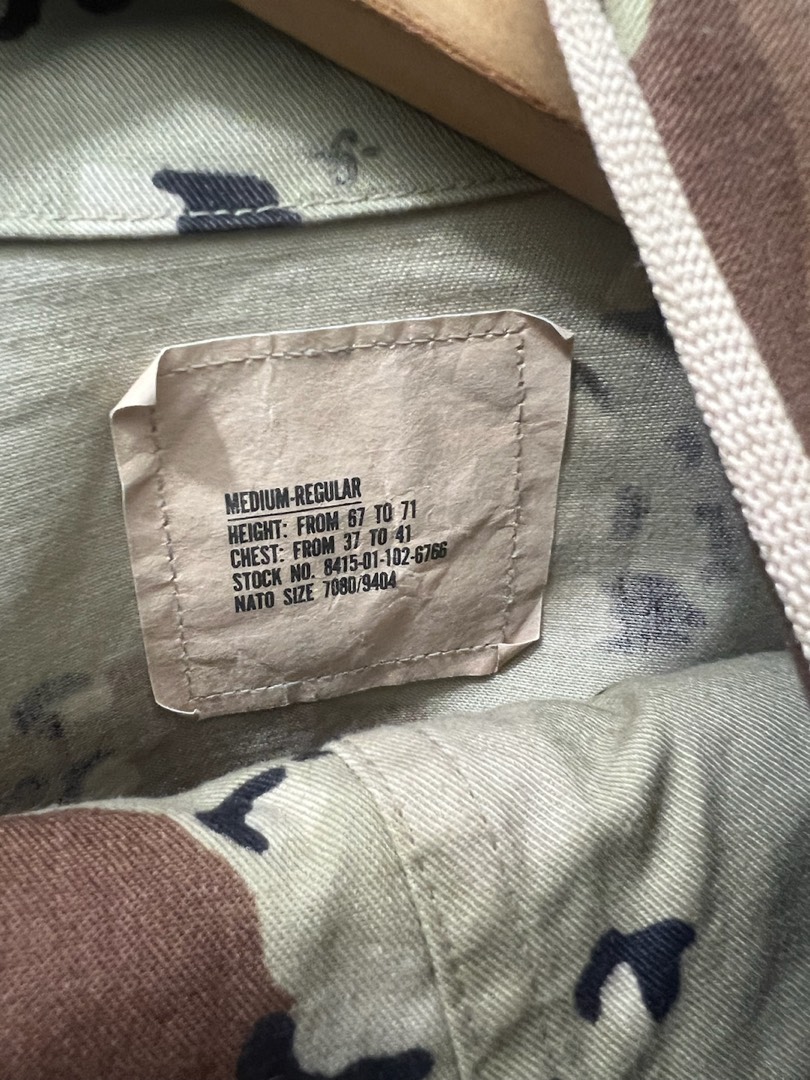 MEDIUM-REGULAR
HEIGHT: FROM 67 TO 71
CHEST: FROM 37 TO 41
STOCK NO. 8415-01-102-6766
NATO SIZE 7080/9404